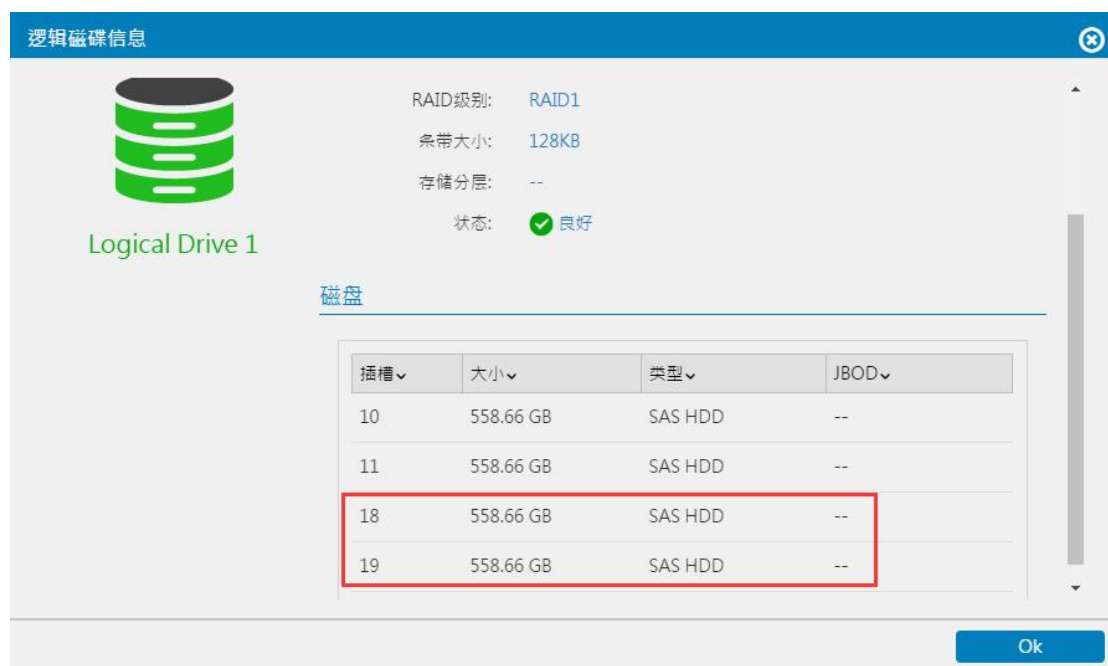 逻辑磁碟信息
RAID级别: RAID1
条带大小: 128KB
存储分层: --
状态: 良好
Logical Drive 1
磁盘
插槽 大小 类型 JBOD
10 558.66 GB SAS HDD --
11 558.66 GB SAS HDD --
18 558.66 GB SAS HDD --
19 558.66 GB SAS HDD --
Ok